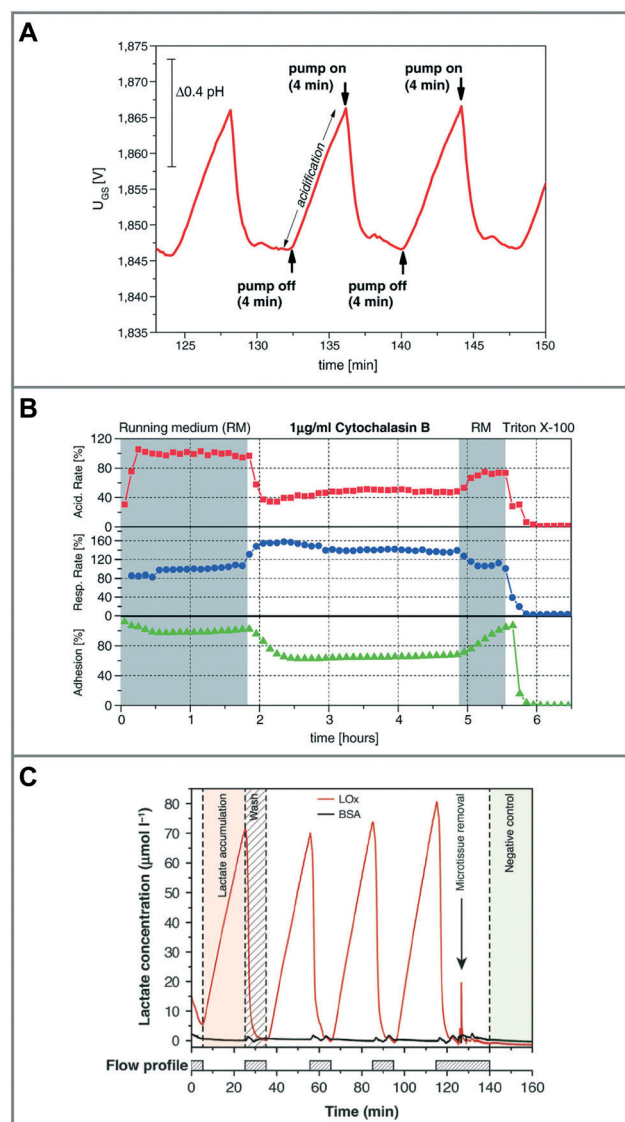 A
1,875
1,870
1,865
1,860
1,855
1,850
1,845
1,840
1,835
U_GS [V]
Δ0.4 pH
pump on
(4 min)
pump on
(4 min)
acidification
pump off
(4 min)
pump off
(4 min)
125 130 135 140 145 150
time [min]
B
Running medium (RM) 1µg/ml Cytochalasin B RM Triton X-100
Acid. Rate [%]
120
80
40
0
Resp. Rate [%]
160
120
80
40
0
Adhesion [%]
80
40
0
0 1 2 3 4 5 6
time [hours]
C
Lactate concentration (µmol l⁻¹)
80
70
60
50
40
30
20
10
0
Lactate accumulation
Wash
LOx
BSA
Microtissue removal
Negative control
Flow profile
0 20 40 60 80 100 120 140 160
Time (min)